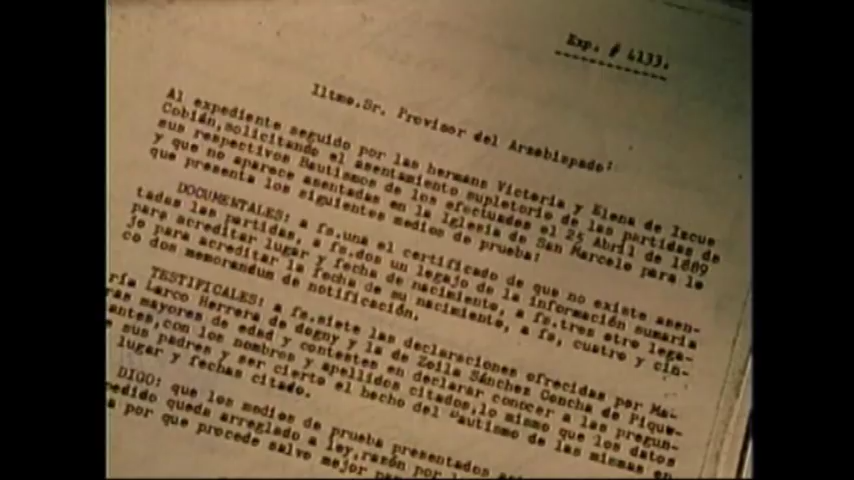 Exp. # 4133.
Iltmo.Sr. Provisor del Arzobispado:
Al expediente seguido por las hermans Victoria y Elena de Izcue
Cobián,solicitando el asentamiento supletorio de las partidas de
sus respectivos Bautismos de los efectuados el 25 Abril de 1889
y que no aparece asentadas en la Iglesia de San Marcelo para lo
que presenta los siguientes medios de prueba:
DOCUMENTALES: a fs.una el certificado de que no existe asen-
tadas las partidas, a fs.dos un legajo de la información sumaria
para acreditar lugar y fecha de nacimiento, a fs.tres otro lega-
jo para acreditar la fecha de su nacimiento, a fs, cuatro y cin-
co dos memorandum de notificación.
TESTIFICALES: a fs.siete las declaraciones ofrecidas por Ma-
ría Larco Herrera de dogny y la de Zoila Sánchez Concha de Pique-
ras mayores de edad y contestes en declarar conocer a las pregun-
antes,con los nombres y apellidos citados,lo mismo que los datos
e sus padres y ser cierto el hecho del "autismo de las mismas en
lugar y fechas citado.
DIGO: que los medios de prueba presentados
edido queda arreglado a ley,razón por
a por que procede salvo mejor